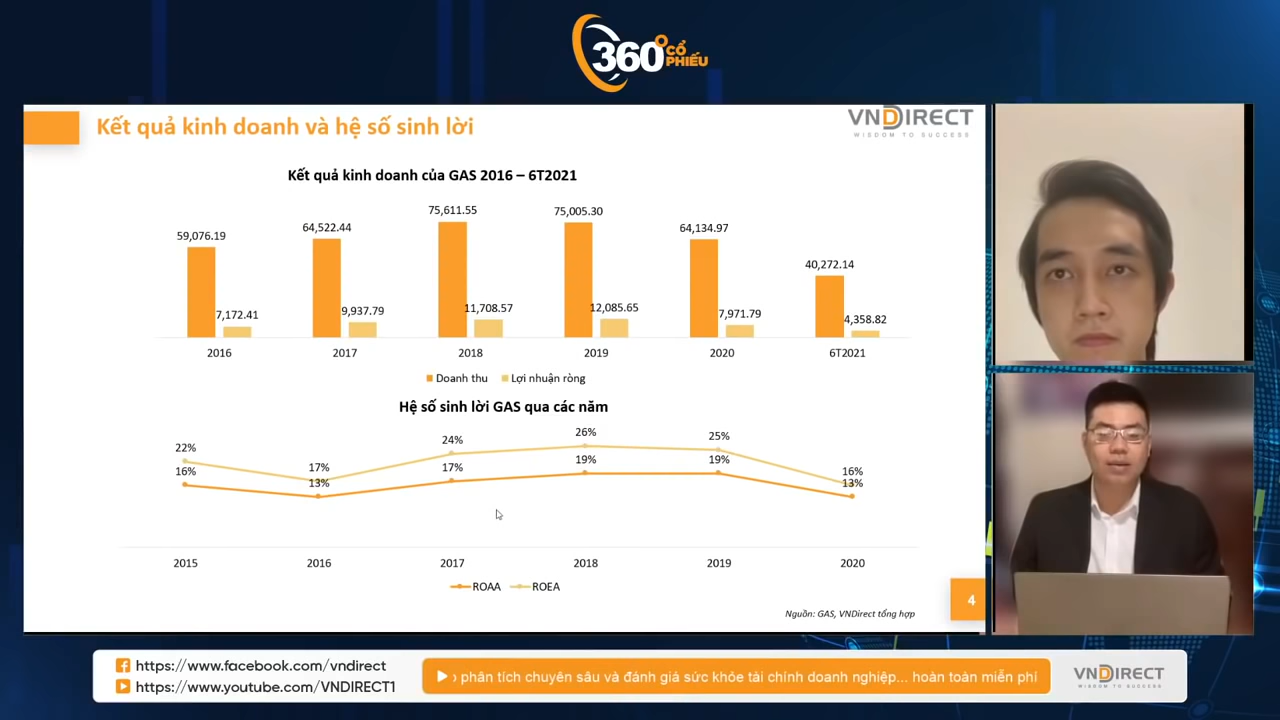 360° CỔ PHIẾU
Kết quả kinh doanh và hệ số sinh lời
VNDIRECT
WISDOM TO SUCCESS
Kết quả kinh doanh của GAS 2016 – 6T2021
59,076.19
7,172.41
64,522.44
9,937.79
75,611.55
11,708.57
75,005.30
12,085.65
64,134.97
7,971.79
40,272.14
4,358.82
2016 2017 2018 2019 2020 6T2021
Doanh thu Lợi nhuận ròng
Hệ số sinh lời GAS qua các năm
22% 17% 24% 26% 25% 16%
16% 13% 17% 19% 19% 13%
2015 2016 2017 2018 2019 2020
ROAA ROEA
Nguồn: GAS, VNDirect tổng hợp
4
https://www.facebook.com/vndirect
https://www.youtube.com/VNDIRECT1
phân tích chuyên sâu và đánh giá sức khỏe tài chính doanh nghiệp... hoàn toàn miễn phí
VNDIRECT
WISDOM TO SUCCESS